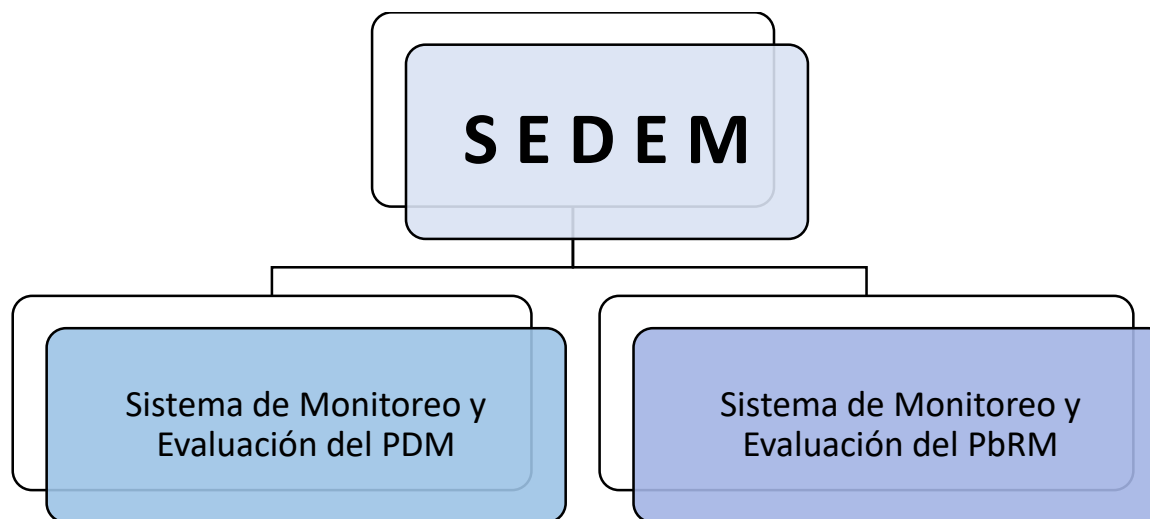 S E D E M
Sistema de Monitoreo y
Evaluación del PDM
Sistema de Monitoreo y
Evaluación del PbRM